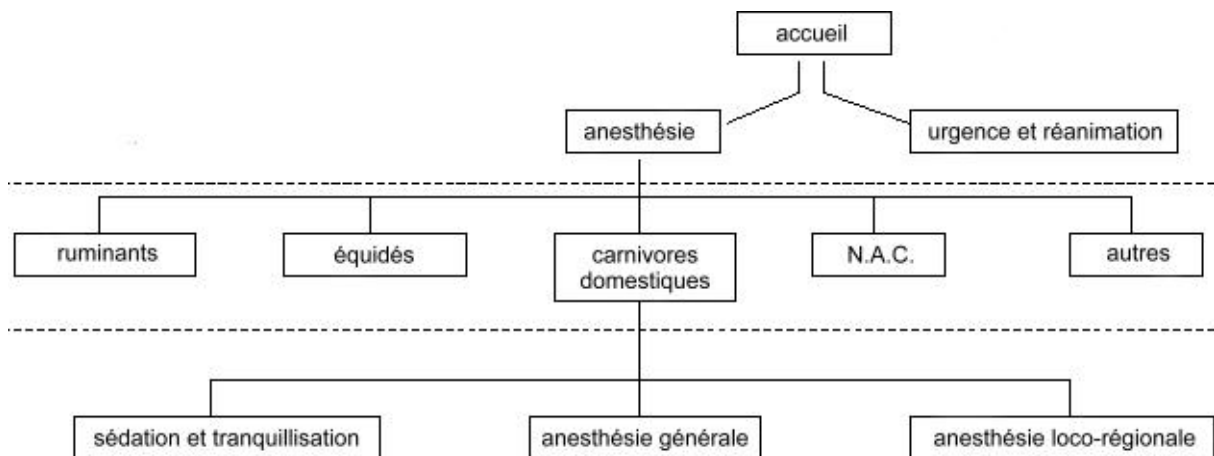 accueil
anesthésie
urgence et réanimation
ruminants
équidés
carnivores
domestiques
N.A.C.
autres
sédation et tranquillisation
anesthésie générale
anesthésie loco-régionale